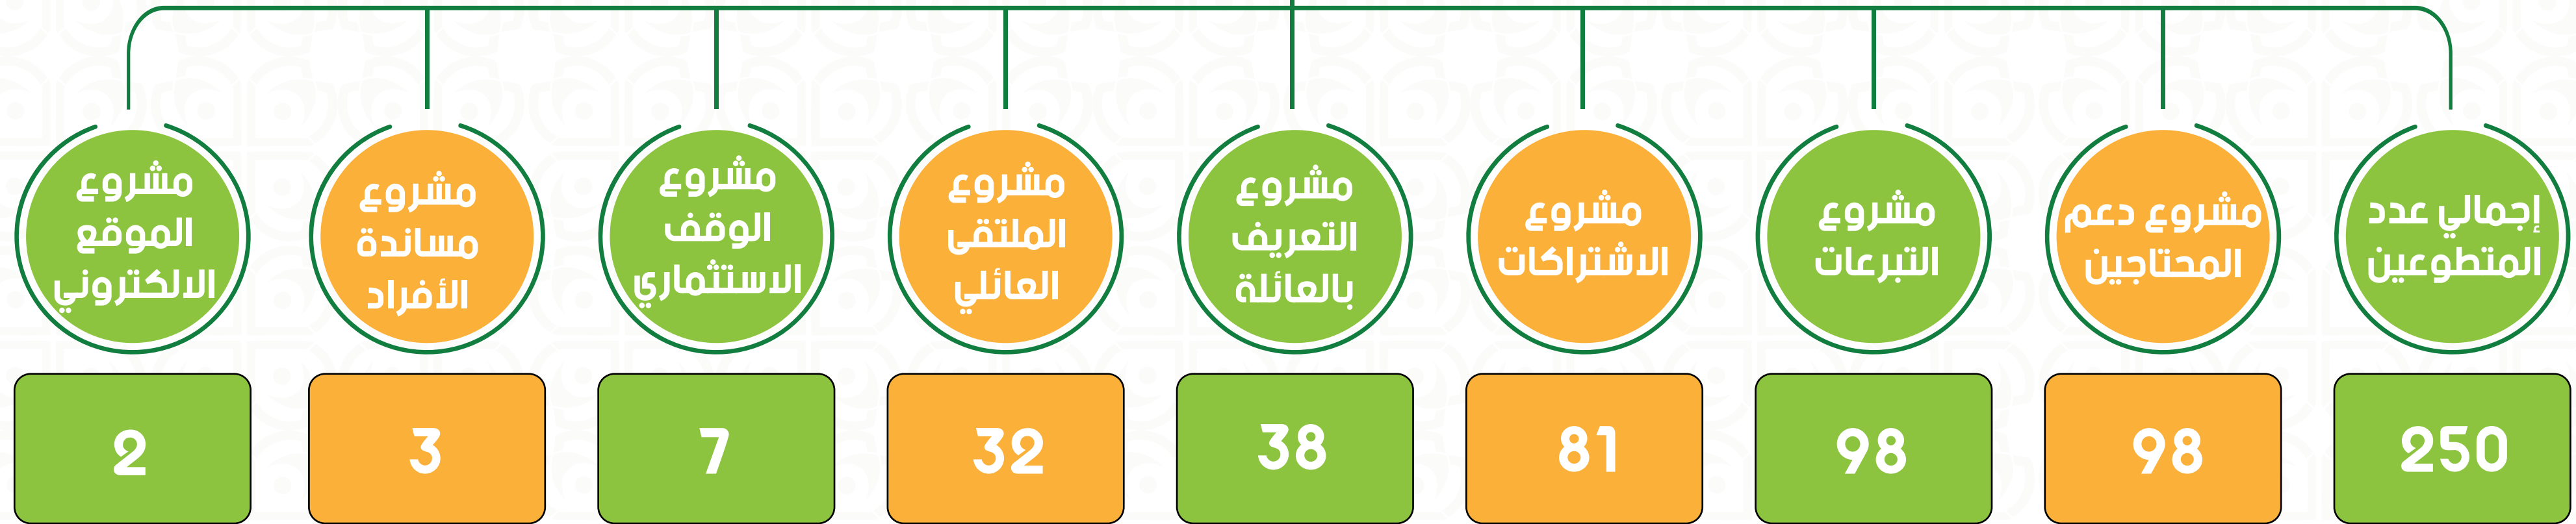 إجمالي عدد
المتطوعين
250
مشروع دعم
المحتاجين
98
مشروع
التبرعات
98
مشروع
الاشتراكات
81
مشروع
التعريف
بالعائلة
38
مشروع
الملتقى
العائلي
32
مشروع
الوقف
الاستثماري
7
مشروع
مساندة
الأفراد
3
مشروع
الموقع
الالكتروني
2